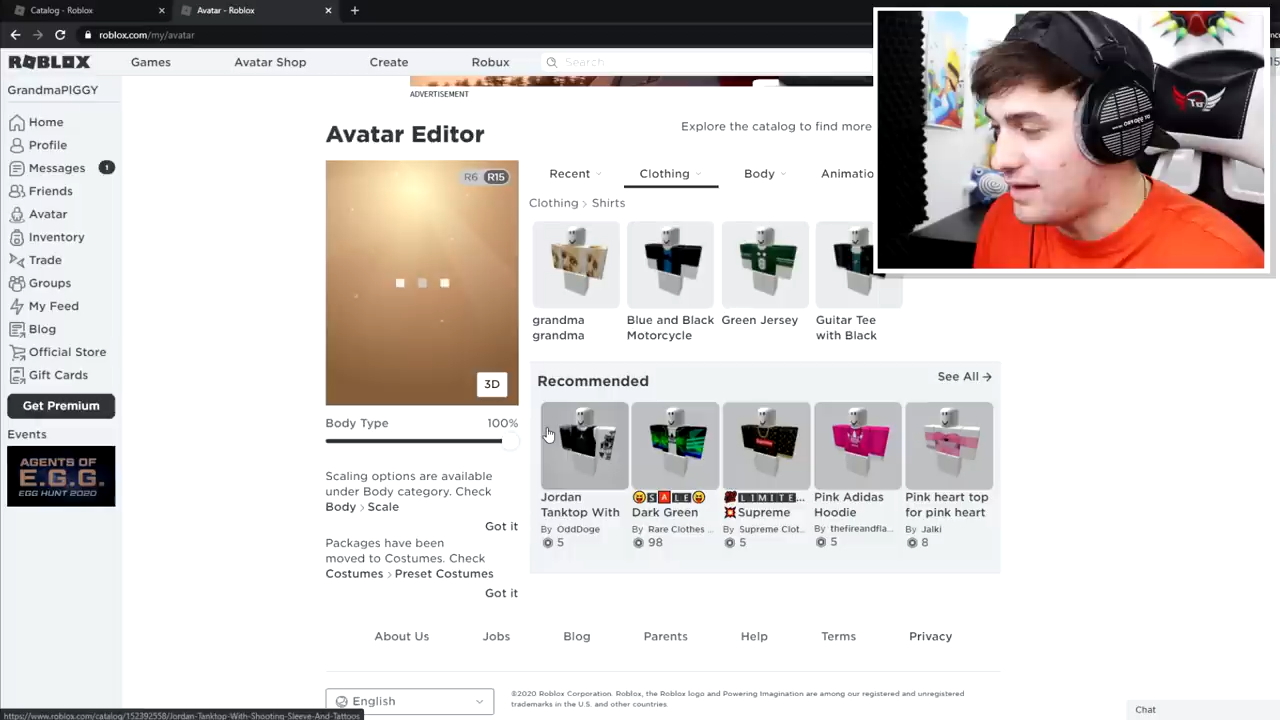 Catalog - Roblox
Avatar - Roblox
roblox.com/my/avatar
ROBLOX
Games
Avatar Shop
Create
Robux
Search
GrandmaPIGGY
Home
Profile
Messages
1
Friends
Avatar
Inventory
Trade
Groups
My Feed
Blog
Official Store
Gift Cards
Get Premium
Events
AGENTS OF
E.G.G.
EGG HUNT 2020
ADVERTISEMENT
Avatar Editor
Explore the catalog to find more
R6 R15
3D
Body Type 100%
Scaling options are available
under Body category. Check
Body > Scale
Got it
Packages have been
moved to Costumes. Check
Costumes > Preset Costumes
Got it
Recent
Clothing
Body
Animatio
Clothing > Shirts
grandma
grandma
Blue and Black
Motorcycle
Green Jersey
Guitar Tee
with Black
Recommended
See All →
Jordan
Tanktop With
By OddDoge
5
SALE
Dark Green
By Rare Clothes ...
98
LIMITE...
Supreme
By Supreme Clot...
5
Pink Adidas
Hoodie
By thefireandfla...
5
Pink heart top
for pink heart
By Jalki
8
About Us
Jobs
Blog
Parents
Help
Terms
Privacy
English
©2020 Roblox Corporation. Roblox, the Roblox logo and Powering Imagination are among our registered and unregistered
trademarks in the U.S. and other countries.
https://www.roblox.com/catalog/152392558/Jordan-Tanktop-With-Shooting-Sleeve-And-Tattoos
Chat